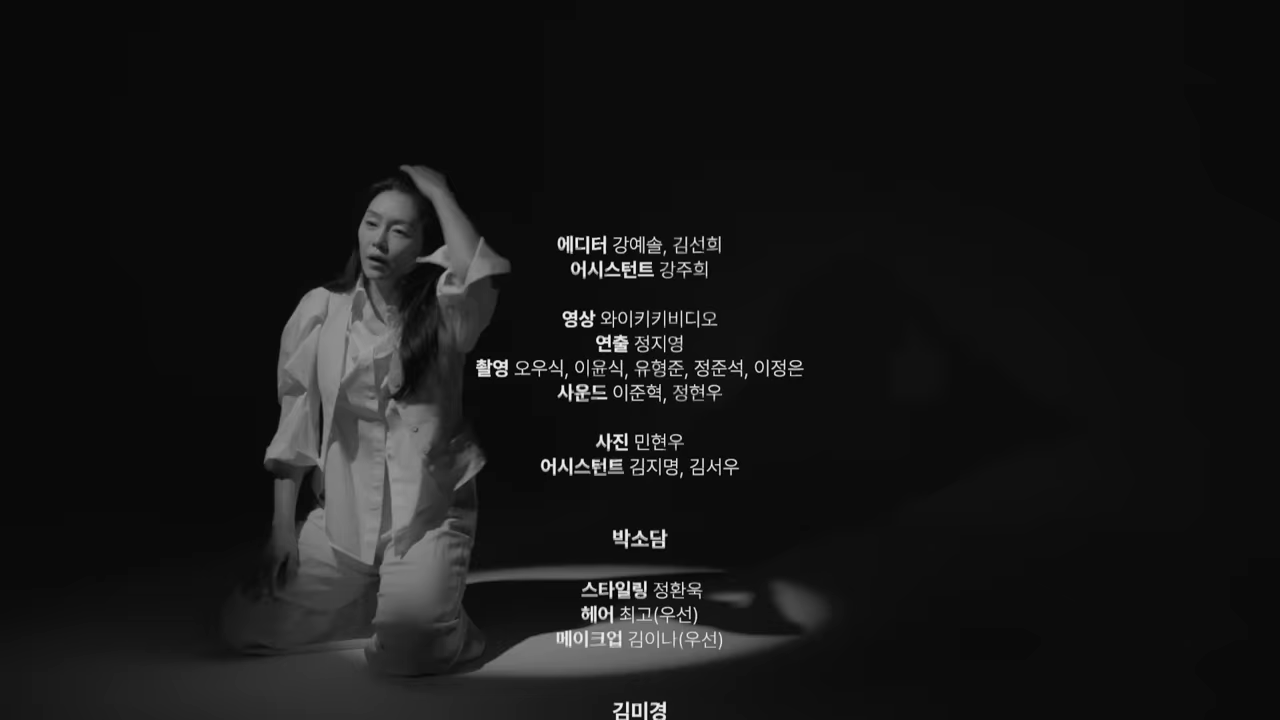 에디터 강예솔, 김선희
어시스턴트 강주희
영상 와이키키비디오
연출 정지영
촬영 오우식, 이윤식, 유형준, 정준석, 이정은
사운드 이준혁, 정현우
사진 민현우
어시스턴트 김지명, 김서우
박소담
스타일링 정환욱
헤어 최고(우선)
메이크업 김이나(우선)
김미경